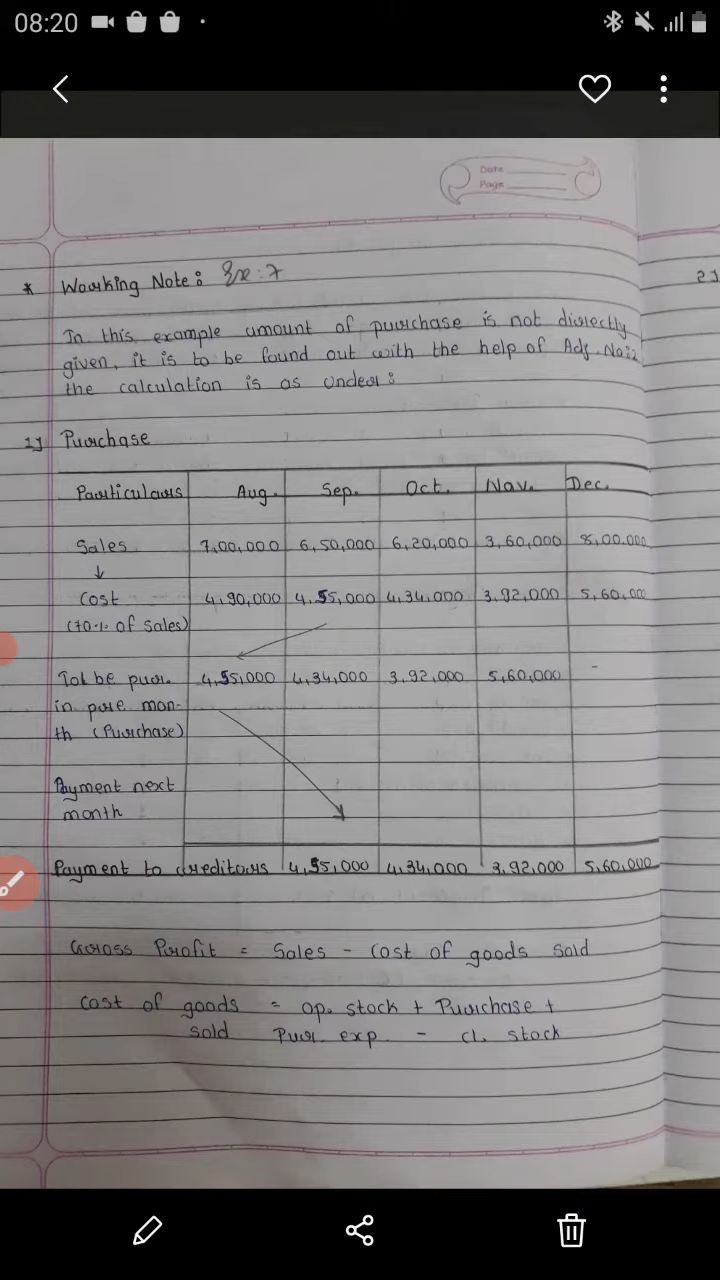 08:20
Date
Page
* Working Note: Ex:7
2]
In this example amount of purchase is not directly
given, it is to be found out with the help of Adj. No:2
the calculation is as under:
1] Purchase
Particulars Aug. Sep. Oct. Nov. Dec.
Sales 7,00,000 6,50,000 6,20,000 3,60,000 8,00,000
↓
Cost 4,90,000 4,55,000 4,34,000 3,92,000 5,60,000
(70% of sales)
To be pur. 4,55,000 4,34,000 3,92,000 5,60,000 -
in pre mon-
th (Purchase)
Payment next
month
Payment to creditors 4,55,000 4,34,000 3,92,000 5,60,000
Gross Profit = Sales - Cost of goods sold
Cost of goods = op. stock + Purchase +
sold Pur. exp. - cl. stock